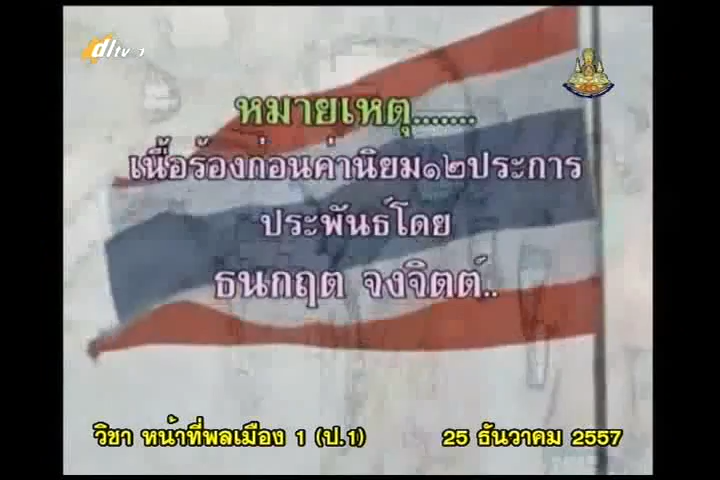 dltv 1
หมายเหตุ.......
เนื้อร้องก่อนค่านิยม๑๒ประการ
ประพันธ์โดย
ธนกฤต จงจิตต์..
วิชา หน้าที่พลเมือง 1 (ป.1)
25 ธันวาคม 2557